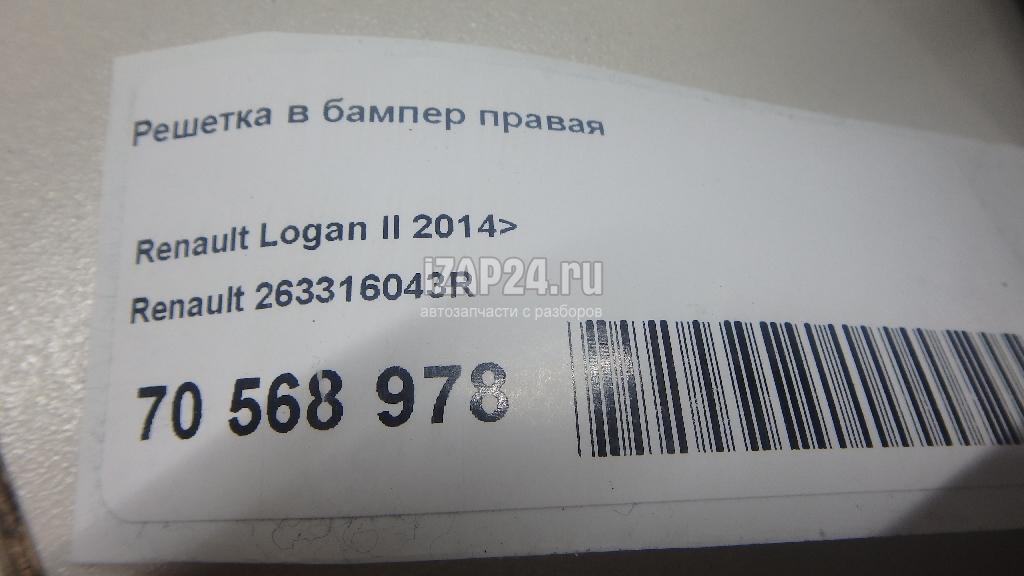 Решетка в бампер правая
Renault Logan II 2014>
Renault 263316043R
iZAP24.ru
автозапчасти с разборов
70 568 978